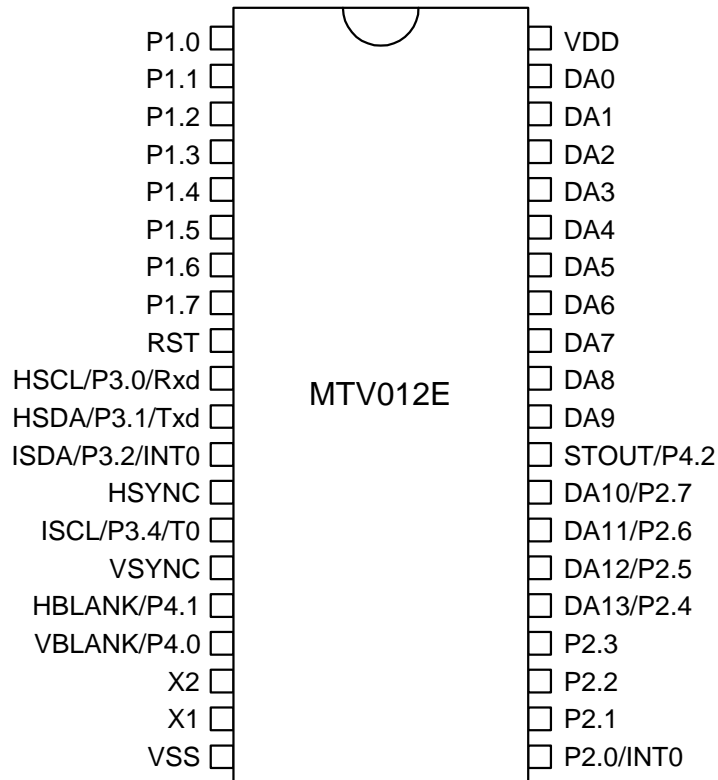 P1.0 VDD
P1.1 DA0
P1.2 DA1
P1.3 DA2
P1.4 DA3
P1.5 DA4
P1.6 DA5
P1.7 DA6
RST DA7
HSCL/P3.0/Rxd DA8
MTV012E
HSDA/P3.1/Txd DA9
ISDA/P3.2/INT0 STOUT/P4.2
HSYNC DA10/P2.7
ISCL/P3.4/T0 DA11/P2.6
VSYNC DA12/P2.5
HBLANK/P4.1 DA13/P2.4
VBLANK/P4.0 P2.3
X2 P2.2
X1 P2.1
VSS P2.0/INT0